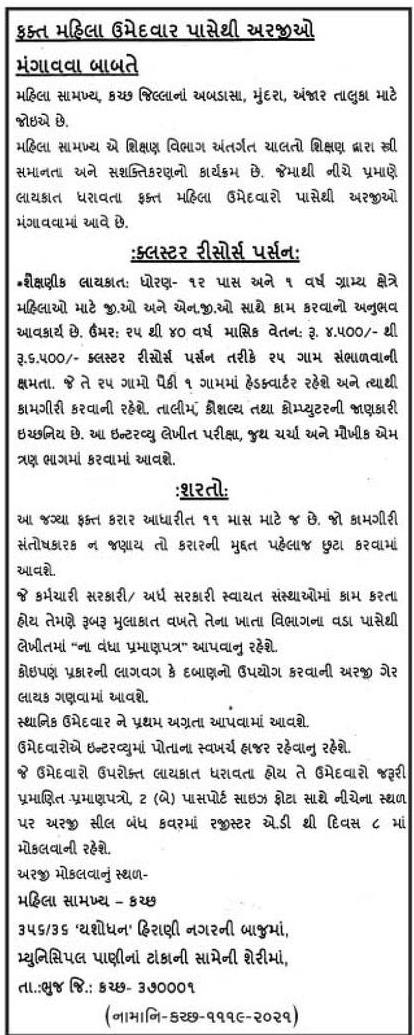 ફક્ત મહિલા ઉમેદવાર પાસેથી અરજીઓ
મંગાવવા બાબતે
મહિલા સામખ્ય, કચ્છ જિલ્લાનાં અબડાસા, મુંદરા, અંજાર તાલુકા માટે
જોઇએ છે.
મહિલા સામખ્ય એ શિક્ષણ વિભાગ અંતર્ગત ચાલતો શિક્ષણ દ્વારા સ્ત્રી
સમાનતા અને સશક્તિકરણનો કાર્યક્રમ છે. જેમાથી નીચે પ્રમાણે
લાયકાત ધરાવતા ફક્ત મહિલા ઉમેદવારો પાસેથી અરજીઓ
મંગાવવામાં આવે છે.
:ક્લસ્ટર રીસોર્સ પર્સન:
*શૈક્ષણીક લાયકાત: ધોરણ- ૧૨ પાસ અને ૧ વર્ષ ગ્રામ્ય ક્ષેત્રે
મહિલાઓ માટે જી.ઓ અને એન.જી.ઓ સાથે કામ કરવાનો અનુભવ
આવકાર્ય છે. ઉંમર: ૨૫ થી ૪૦ વર્ષ માસિક વેતન: રૂ. ૪.૫૦૦/- થી
રૂ.૬.૫૦૦/- ક્લસ્ટર રીસોર્સ પર્સન તરીકે ૨૫ ગામ સંભાળવાની
ક્ષમતા. જે તે ૨૫ ગામો પૈકી ૧ ગામમાં હેડક્વાર્ટર રહેશે અને ત્યાથી
કામગીરી કરવાની રહેશે. તાલીમ, કૌશલ્ય તથા કોમ્પ્યુટરની જાણકારી
ઇચ્છનિય છે. આ ઇન્ટરવ્યુ લેખીત પરીક્ષા, જુથ ચર્ચા અને મૌખીક એમ
ત્રણ ભાગમાં કરવામાં આવશે.
:શરતો:
આ જગ્યા ફક્ત કરાર આધારીત ૧૧ માસ માટે જ છે. જો કામગીરી
સંતોષકારક ન જણાય તો કરારની મુદ્દત પહેલાજ છુટા કરવામાં
આવશે.
જે કર્મચારી સરકારી/ અર્ધ સરકારી સ્વાયત સંસ્થાઓમાં કામ કરતા
હોય તેમણે રૂબરૂ મુલાકાત વખતે તેના ખાતા વિભાગના વડા પાસેથી
લેખીતમાં “ના વંધા પ્રમાણપત્ર” આપવાનુ રહેશે.
કોઇપણ પ્રકારની લાગવગ કે દબાણનો ઉપયોગ કરવાની અરજી ગેર
લાયક ગણવામાં આવશે.
સ્થાનિક ઉમેદવાર ને પ્રથમ અગ્રતા આપવામાં આવશે.
ઉમેદવારોએ ઇન્ટરવ્યુમાં પોતાના સ્વખર્ચ હાજર રહેવાનુ રહેશે.
જે ઉમેદવારો ઉપરોક્ત લાયકાત ધરાવતા હોય તે ઉમેદવારો જરૂરી
પ્રમાણિત પ્રમાણપત્રો, 2 (બે) પાસપોર્ટ સાઇઝ ફોટા સાથે નીચેના સ્થળ
પર અરજી સીલ બંધ કવરમાં રજીસ્ટર એ.ડી થી દિવસ ૮ માં
મોકલવાની રહેશે.
અરજી મોકલવાનું સ્થળ-
મહિલા સામખ્ય – કચ્છ
૩૫૬/૩૬ ‘યશોધન’ હિરાણી નગરની બાજુમાં,
મ્યુનિસિપલ પાણીનાં ટાંકાની સામેની શેરીમાં,
તા.:ભુજ જિ.: કચ્છ- ૩૭૦૦૦૧
(નામાનિ-કચ્છ-૧૧૧૯-૨૦૨૧)